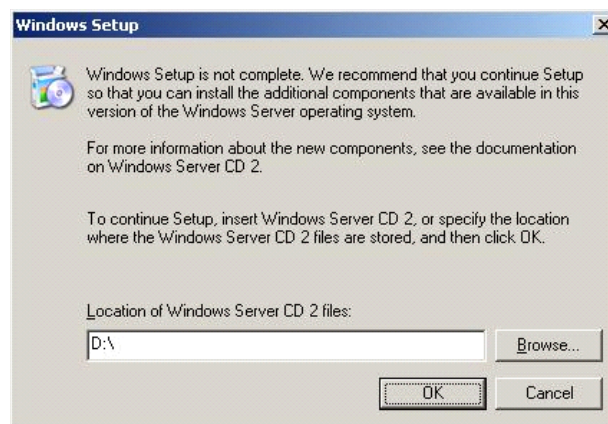 Windows Setup
Windows Setup is not complete. We recommend that you continue Setup
so that you can install the additional components that are available in this
version of the Windows Server operating system.
For more information about the new components, see the documentation
on Windows Server CD 2.
To continue Setup, insert Windows Server CD 2, or specify the location
where the Windows Server CD 2 files are stored, and then click OK.
Location of Windows Server CD 2 files:
D:\
Browse...
OK
Cancel